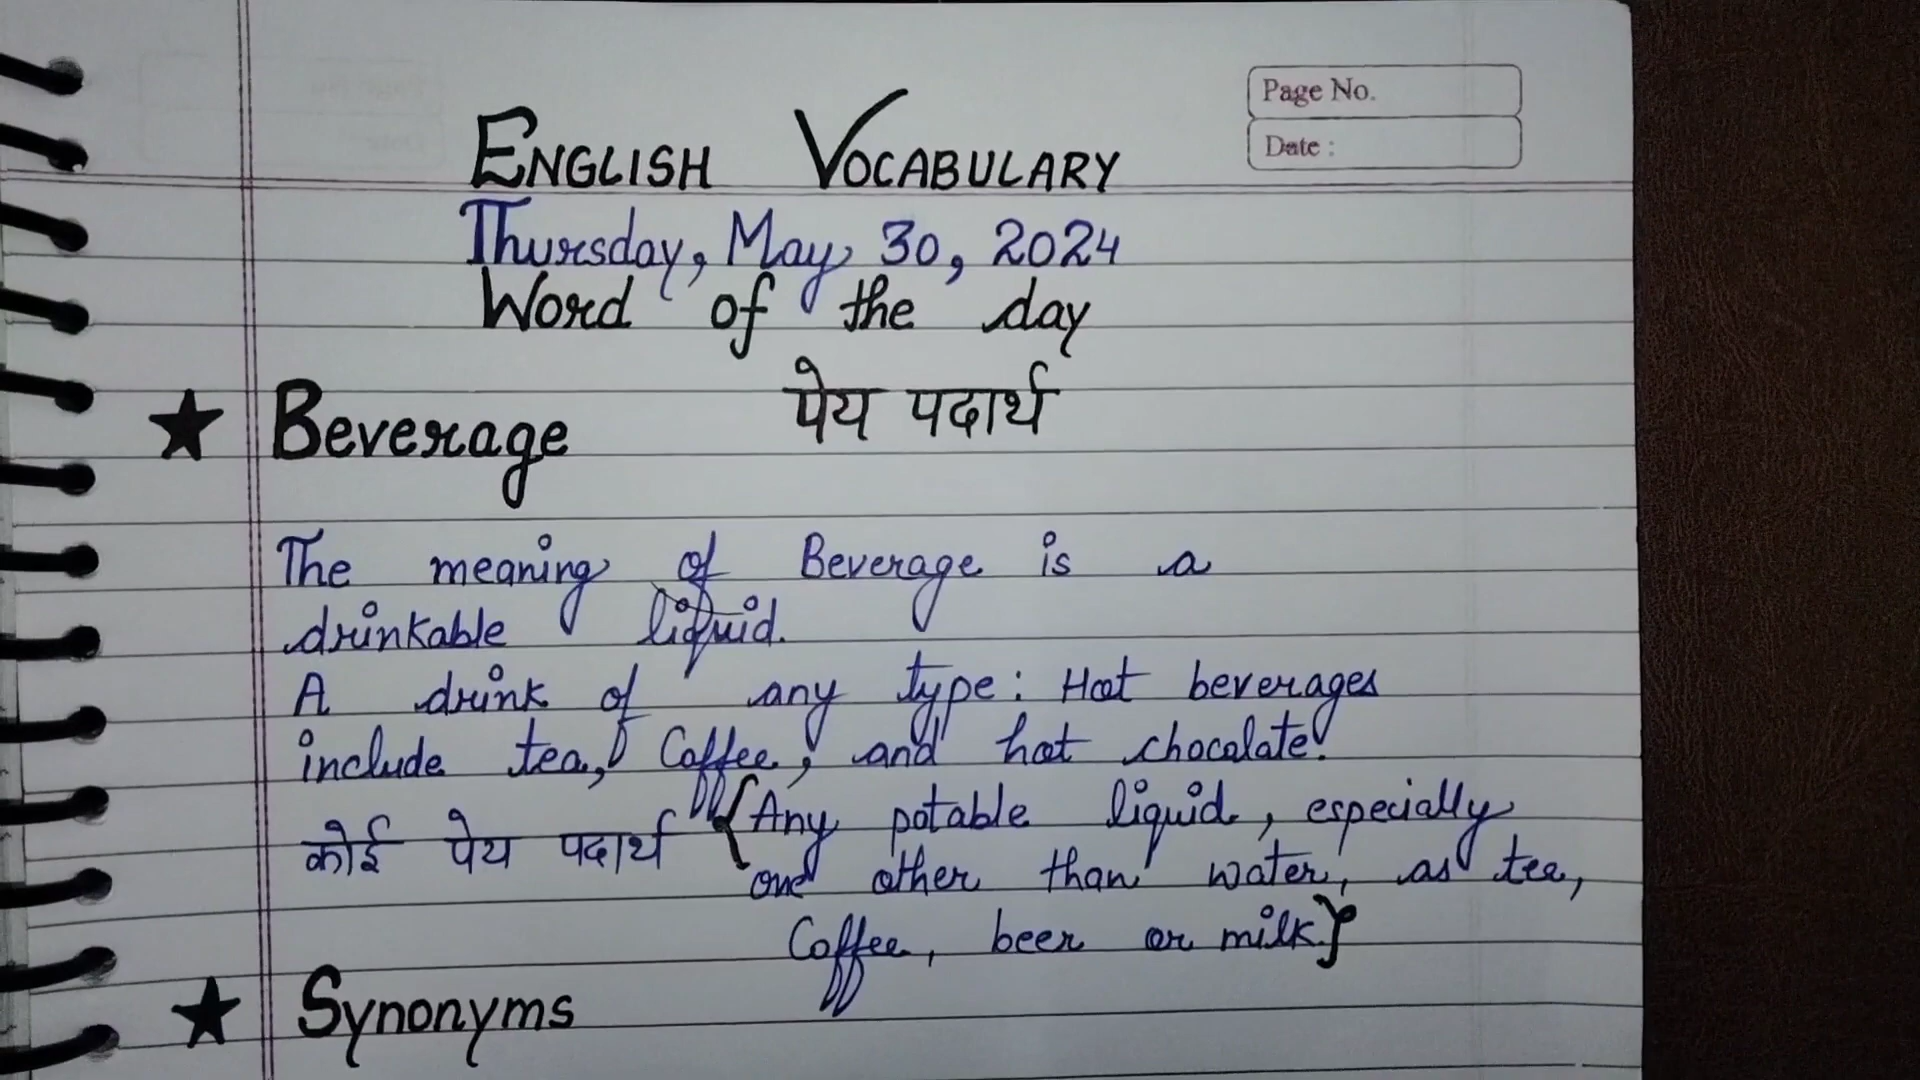 Page No.
Date :
ENGLISH VOCABULARY
Thursday, May 30, 2024
Word of the day
★ Beverage पेय पदार्थ
The meaning of Beverage is a
drinkable liquid.
A drink of any type: Hot beverages
include tea, Coffee, and hot chocolate.
कोई पेय पदार्थ {Any potable liquid, especially
one other than water, as tea,
Coffee, beer or milk}
★ Synonyms